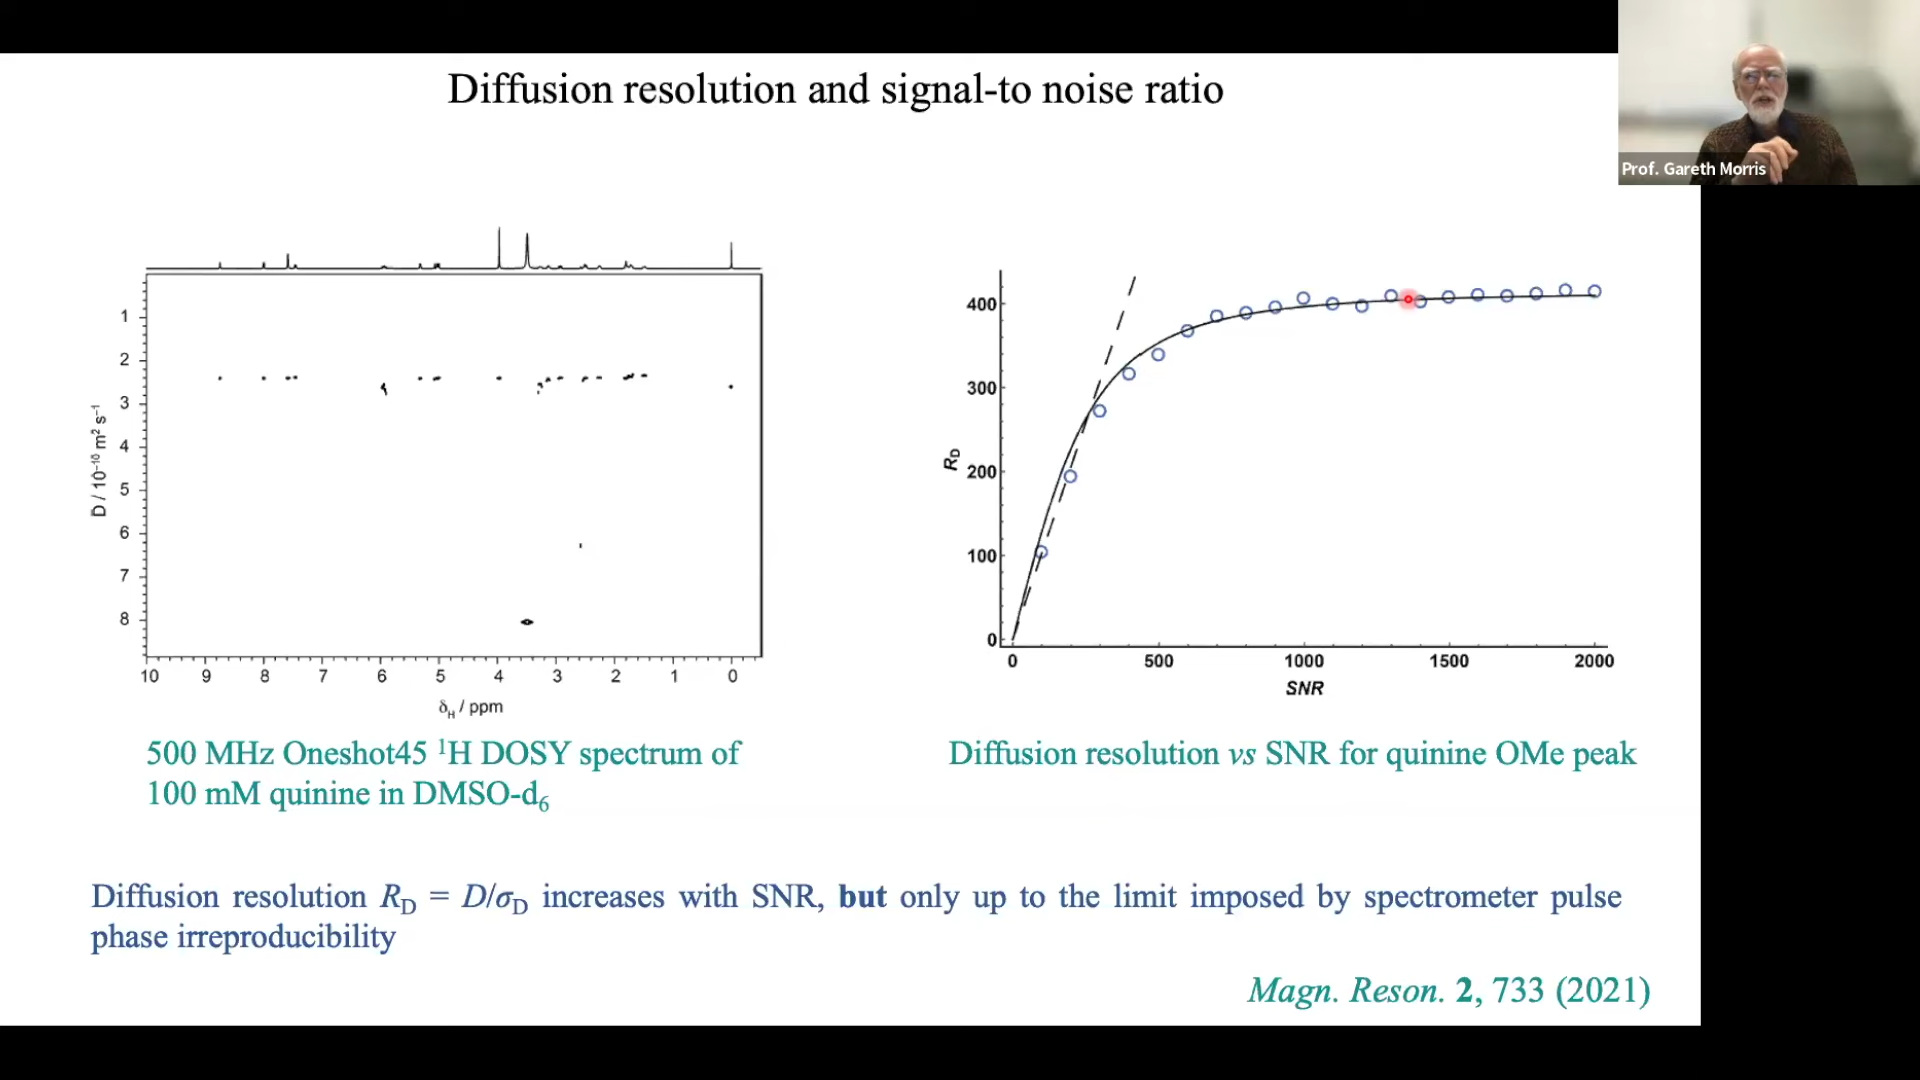 Diffusion resolution and signal-to noise ratio
Prof. Gareth Morris
1
2
3
4
5
6
7
8
D / 10⁻¹⁰ m² s⁻¹
10 9 8 7 6 5 4 3 2 1 0
δH / ppm
500 MHz Oneshot45 ¹H DOSY spectrum of
100 mM quinine in DMSO-d₆
400
300
200
100
0
R_D
0 500 1000 1500 2000
SNR
Diffusion resolution vs SNR for quinine OMe peak
Diffusion resolution R_D = D/σ_D increases with SNR, but only up to the limit imposed by spectrometer pulse
phase irreproducibility
Magn. Reson. 2, 733 (2021)